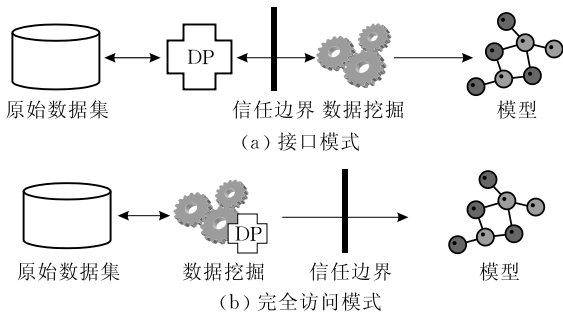 DP
原始数据集 信任边界 数据挖掘 模型
(a)接口模式
DP
原始数据集 数据挖掘 信任边界 模型
(b)完全访问模式